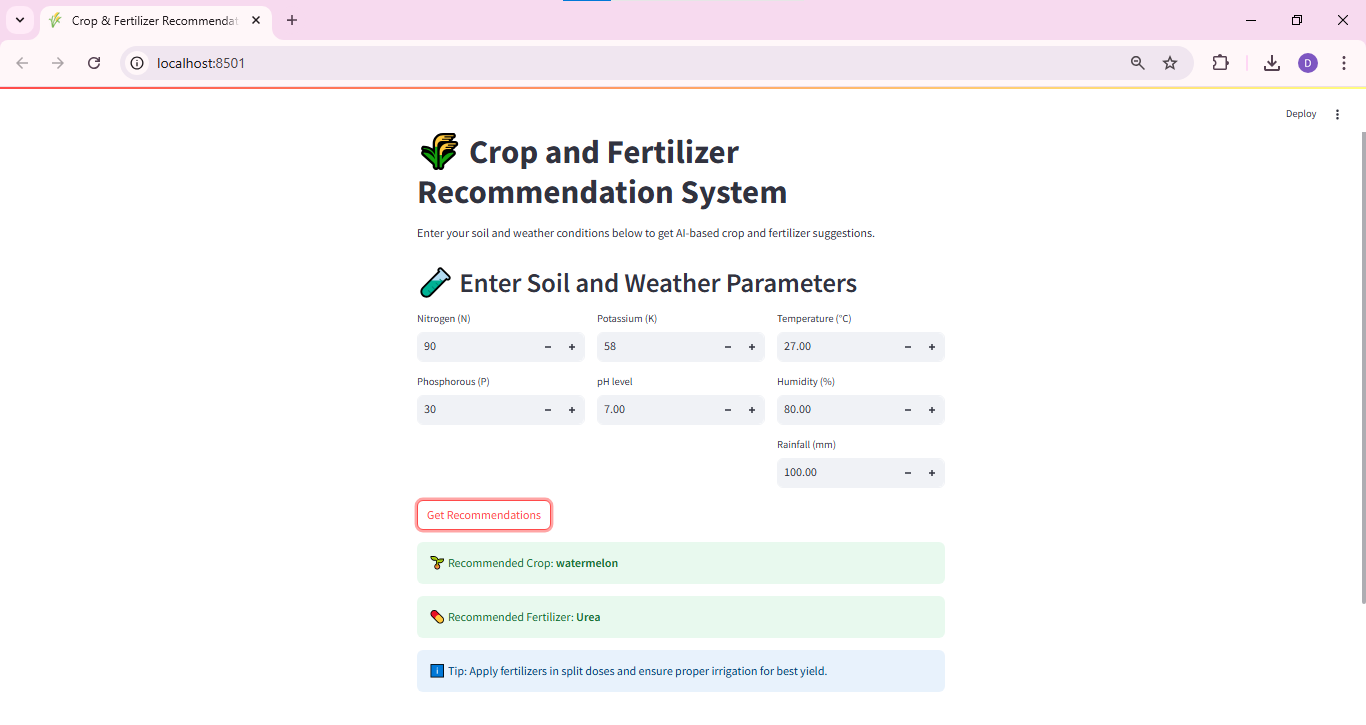 Crop & Fertilizer Recommendat
localhost:8501
D
Deploy
Crop and Fertilizer
Recommendation System
Enter your soil and weather conditions below to get AI-based crop and fertilizer suggestions.
Enter Soil and Weather Parameters
Nitrogen (N)
90
Phosphorous (P)
30
Potassium (K)
58
pH level
7.00
Temperature (°C)
27.00
Humidity (%)
80.00
Rainfall (mm)
100.00
Get Recommendations
Recommended Crop: watermelon
Recommended Fertilizer: Urea
Tip: Apply fertilizers in split doses and ensure proper irrigation for best yield.